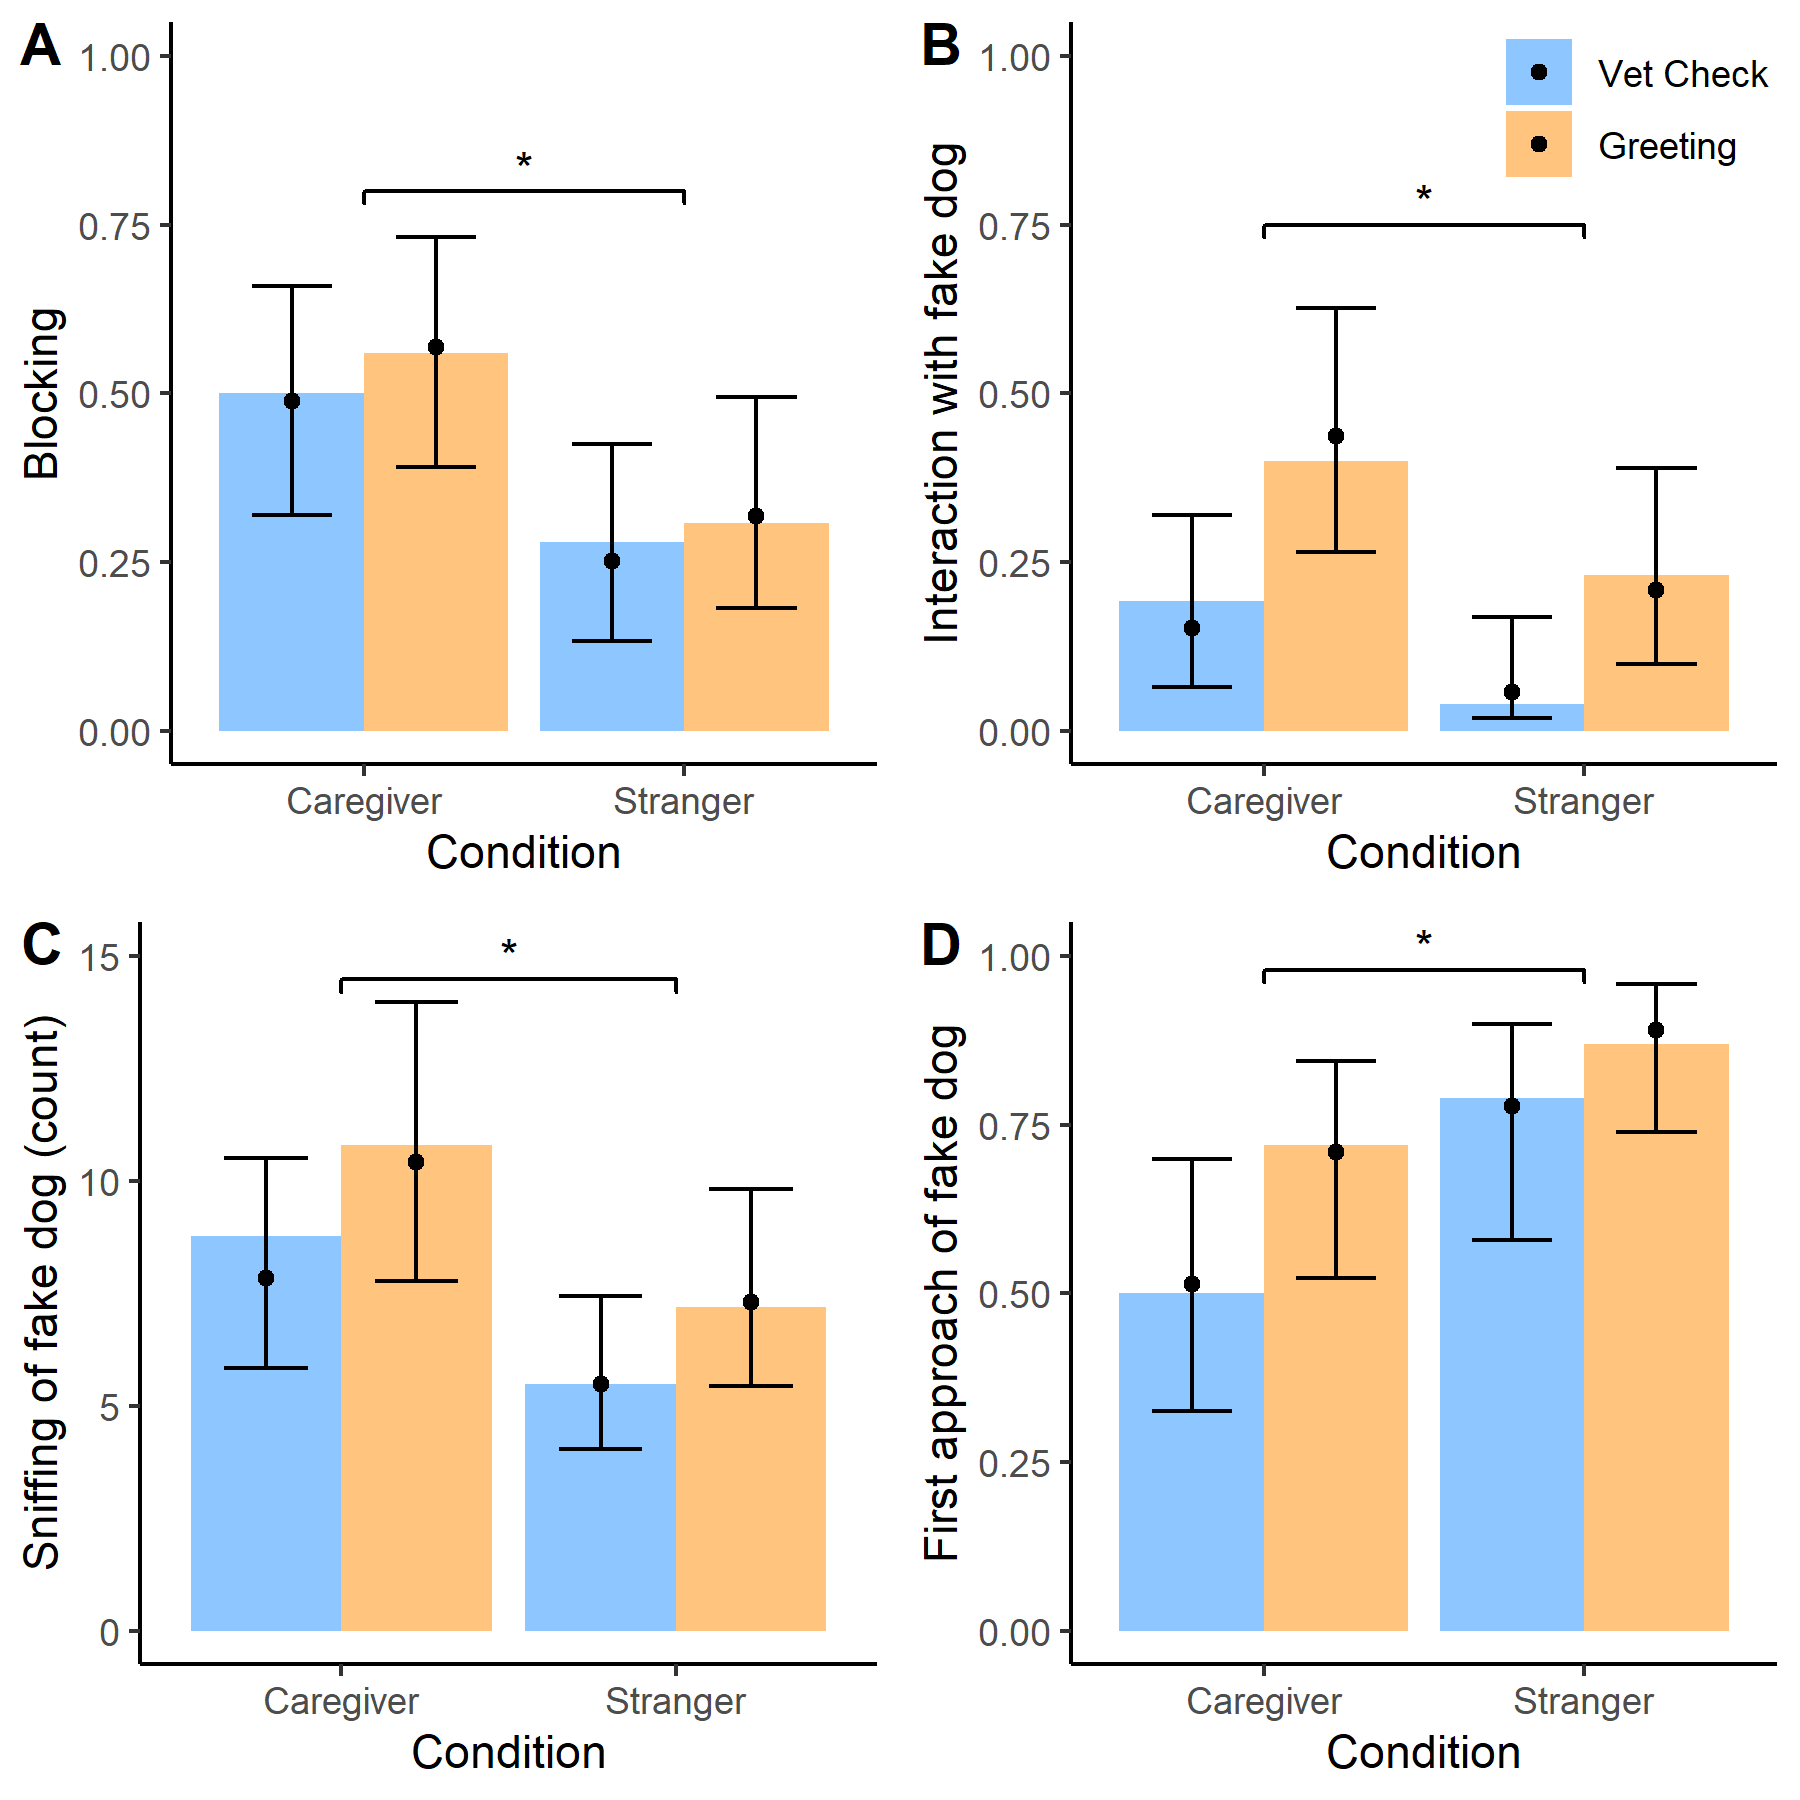 A
1.00
*
0.75
0.50
0.25
0.00
Blocking
Caregiver Stranger
Condition
B
1.00
Vet Check
Greeting
*
0.75
0.50
0.25
0.00
Interaction with fake dog
Caregiver Stranger
Condition
C
15
*
10
5
0
Sniffing of fake dog (count)
Caregiver Stranger
Condition
D
1.00
*
0.75
0.50
0.25
0.00
First approach of fake dog
Caregiver Stranger
Condition